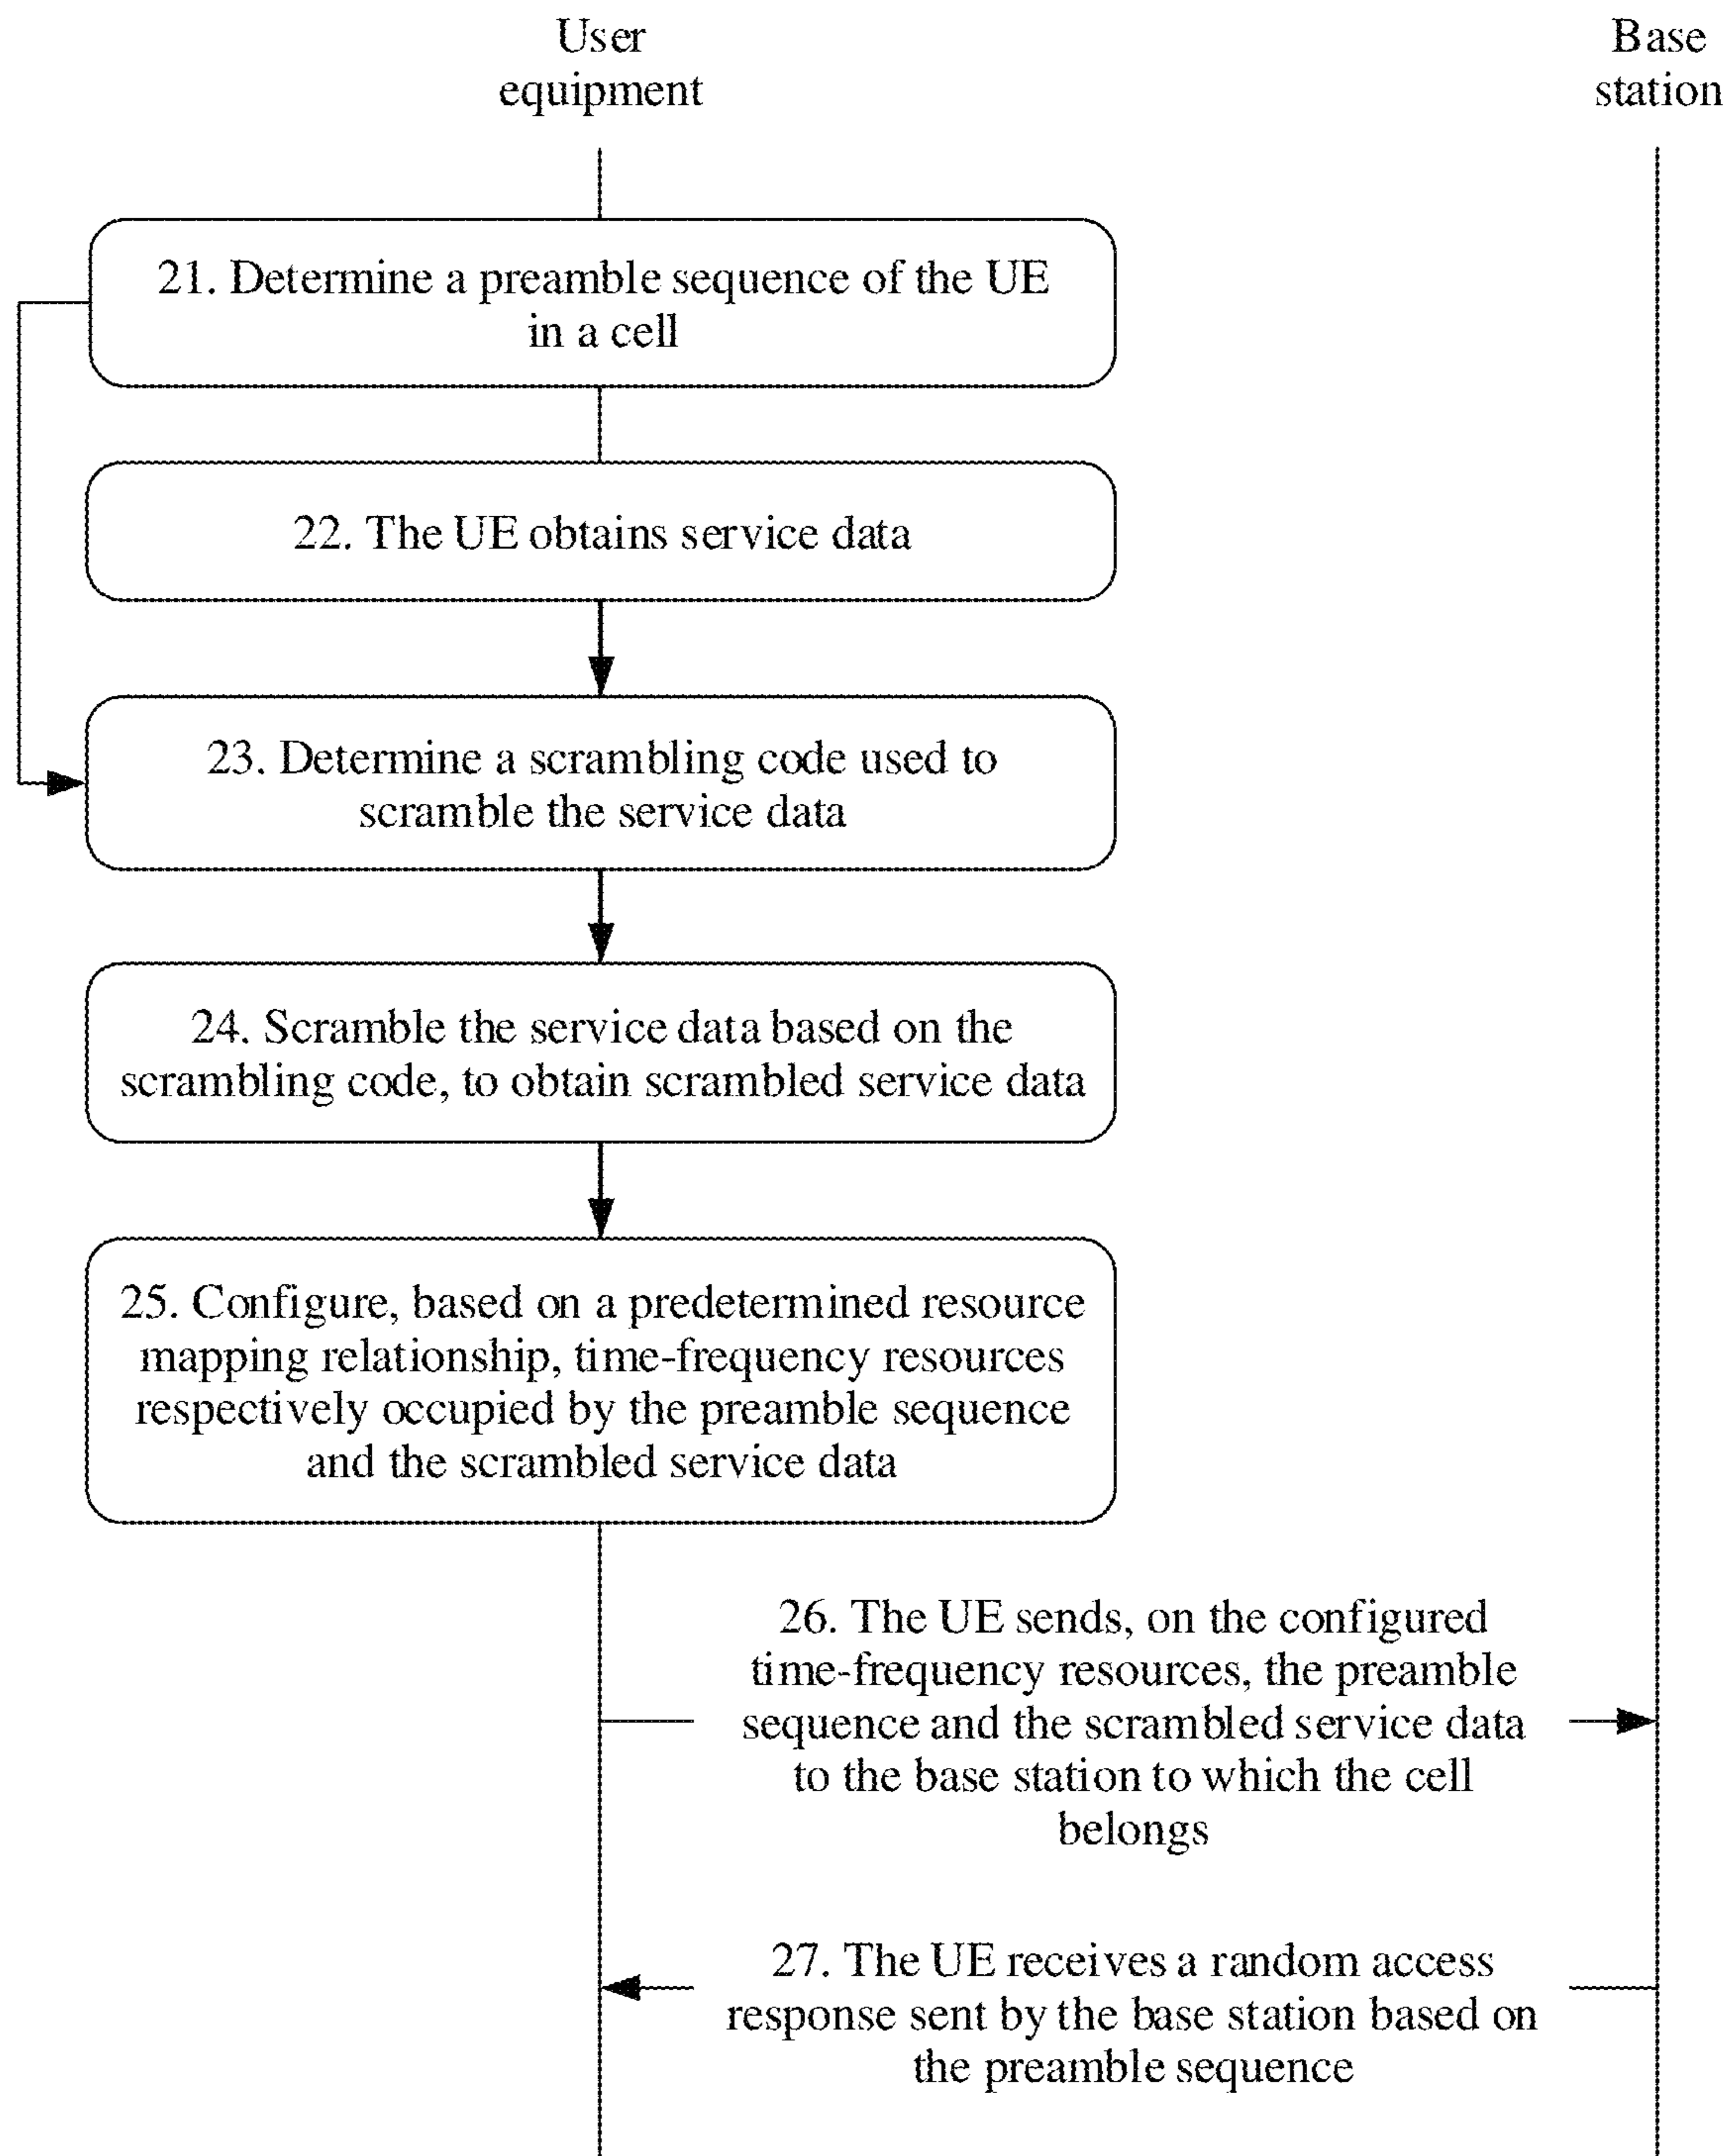 User
equipment
Base
station
21. Determine a preamble sequence of the UE
in a cell
22. The UE obtains service data
23. Determine a scrambling code used to
scramble the service data
24. Scramble the service data based on the
scrambling code, to obtain scrambled service data
25. Configure, based on a predetermined resource
mapping relationship, time-frequency resources
respectively occupied by the preamble sequence
and the scrambled service data
26. The UE sends, on the configured
time-frequency resources, the preamble
sequence and the scrambled service data
to the base station to which the cell
belongs
27. The UE receives a random access
response sent by the base station based on
the preamble sequence